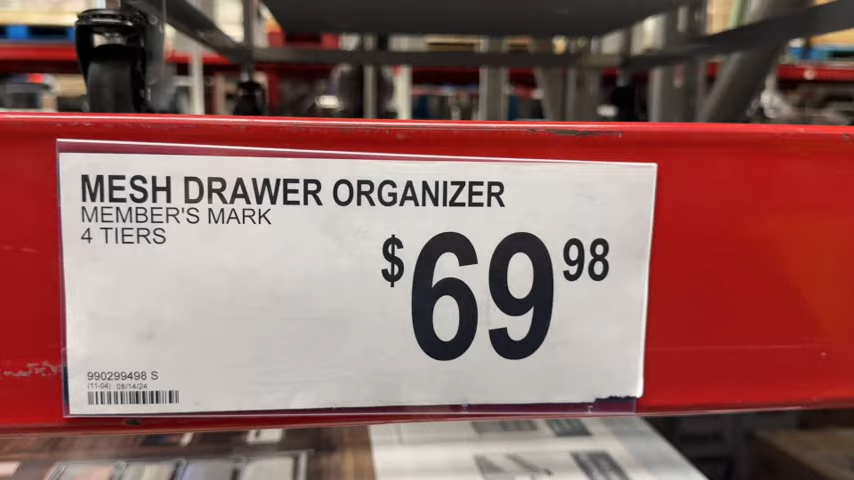 MESH DRAWER ORGANIZER
MEMBER'S MARK
4 TIERS
$69 98
990299498 S
(11-04) 08/14/24